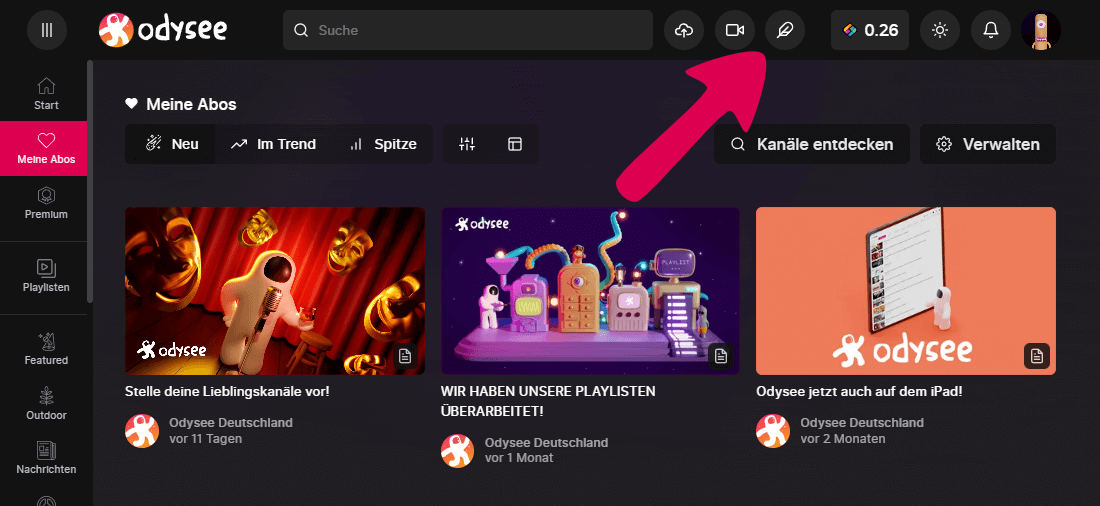 odysee
Suche
0.26
Start
Meine Abos
Premium
Playlisten
Featured
Outdoor
Nachrichten
Meine Abos
Neu
Im Trend
Spitze
Kanäle entdecken
Verwalten
odysee
Stelle deine Lieblingskanäle vor!
Odysee Deutschland
vor 11 Tagen
odysee
PLAYLIST
WIR HABEN UNSERE PLAYLISTEN
ÜBERARBEITET!
Odysee Deutschland
vor 1 Monat
odysee
Odysee jetzt auch auf dem iPad!
Odysee Deutschland
vor 2 Monaten